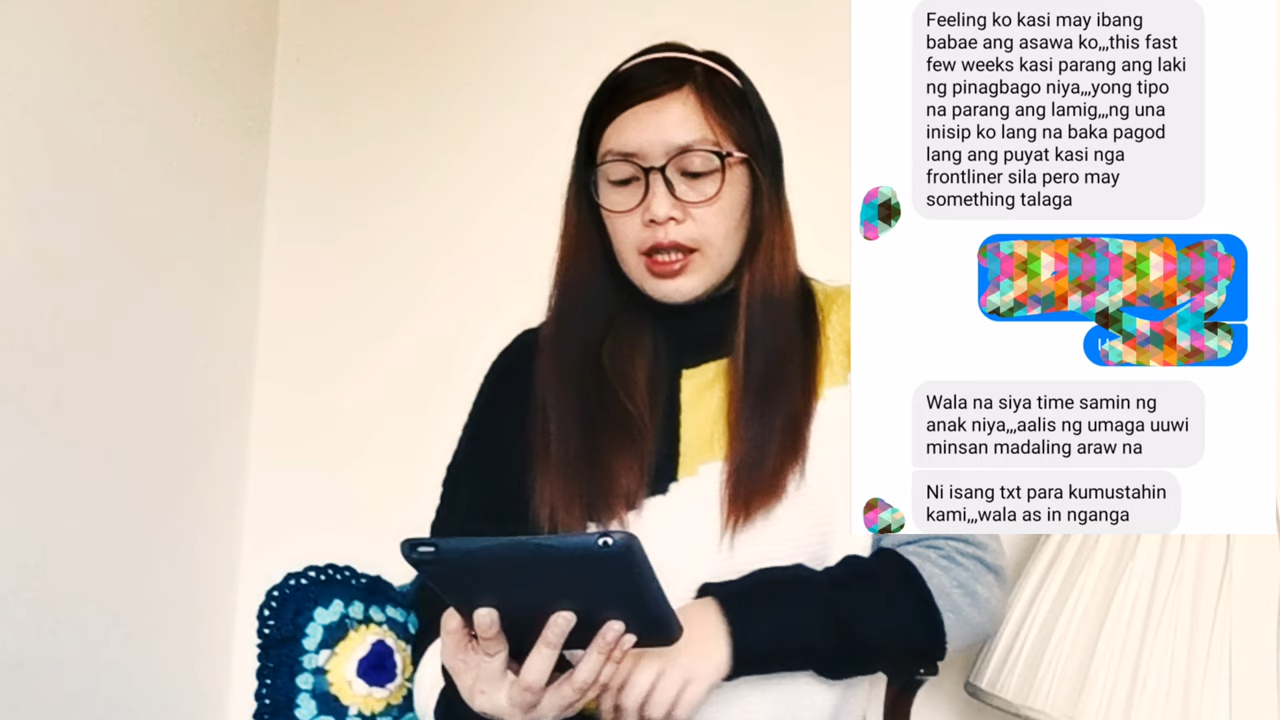 Feeling ko kasi may ibang
babae ang asawa ko,,,this fast
few weeks kasi parang ang laki
ng pinagbago niya,,,yong tipo
na parang ang lamig,,,ng una
inisip ko lang na baka pagod
lang ang puyat kasi nga
frontliner sila pero may
something talaga
Wala na siya time samin ng
anak niya,,,aalis ng umaga uuwi
minsan madaling araw na
Ni isang txt para kumustahin
kami,,,wala as in nganga